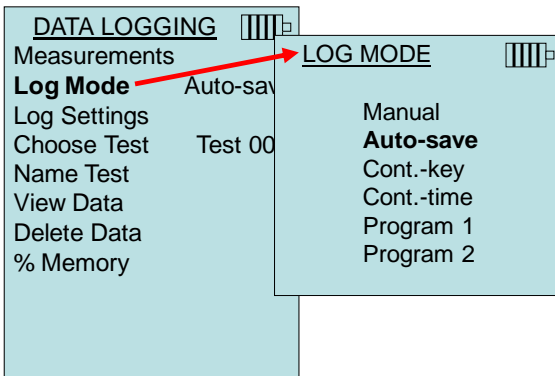 DATA LOGGING
Measurements
Log Mode
Log Settings
Choose Test
Name Test
View Data
Delete Data
% Memory
LOG MODE
Manual
Auto-save
Cont.-key
Cont.-time
Program 1
Program 2